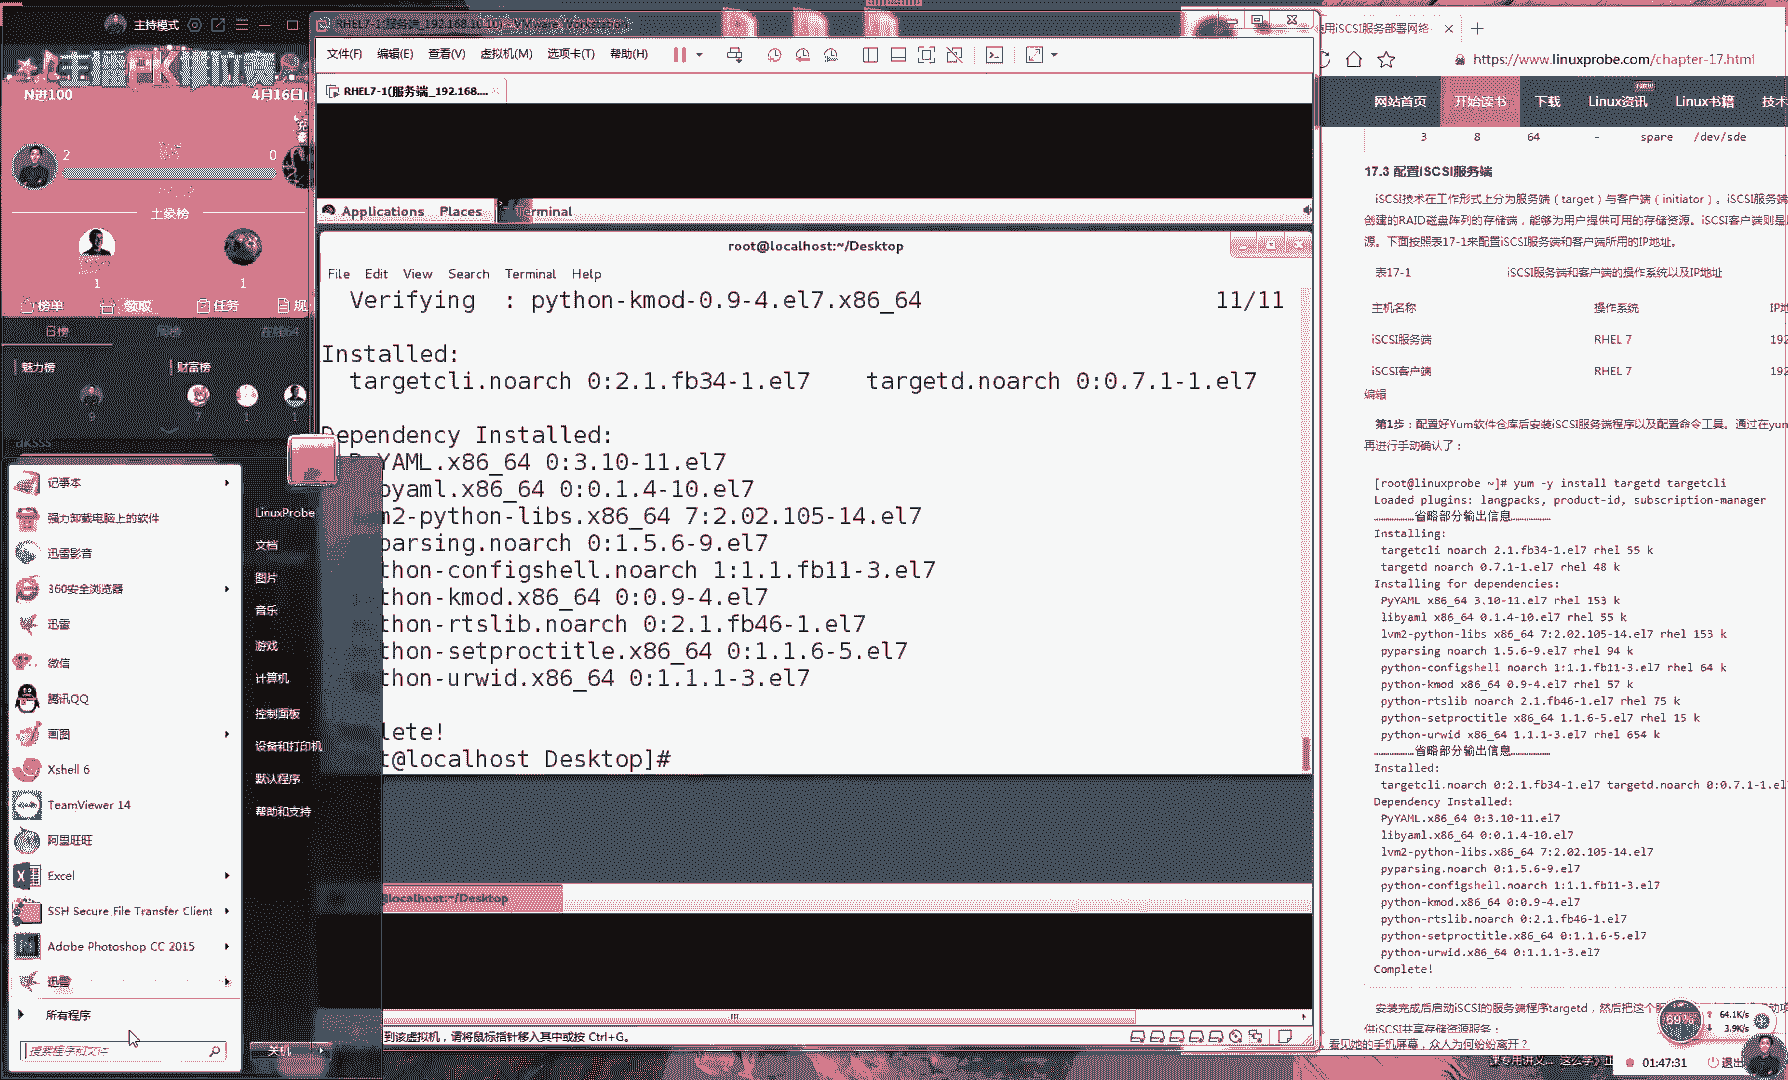 主持模式
主播PK排位赛
N进100
4月16日
2
0
土豪榜
1
1
榜单
领取
任务
规
日榜
魅力榜
财富榜
9
7
1
1
记事本
强力卸载电脑上的软件
迅雷影音
360安全浏览器
迅雷
微信
腾讯QQ
画图
Xshell 6
TeamViewer 14
阿里旺旺
Excel
SSH Secure File Transfer Client
Adobe Photoshop CC 2015
迅雷
所有程序
搜索程序和文件
LinuxProbe
文档
图片
音乐
游戏
计算机
控制面板
设备和打印机
默认程序
帮助和支持
关机
文件(F) 编辑(E) 查看(V) 虚拟机(M) 选项卡(T) 帮助(H)
RHEL7-1(服务端_192.168....
Applications Places Terminal
root@localhost:~/Desktop
File Edit View Search Terminal Help
Verifying : python-kmod-0.9-4.el7.x86_64 11/11
Installed:
targetcli.noarch 0:2.1.fb34-1.el7 targetd.noarch 0:0.7.1-1.el7
Dependency Installed:
PyYAML.x86_64 0:3.10-11.el7
byaml.x86_64 0:0.1.4-10.el7
m2-python-libs.x86_64 7:2.02.105-14.el7
parsing.noarch 0:1.5.6-9.el7
thon-configshell.noarch 1:1.1.fb11-3.el7
thon-kmod.x86_64 0:0.9-4.el7
thon-rtslib.noarch 0:2.1.fb46-1.el7
thon-setproctitle.x86_64 0:1.1.6-5.el7
thon-urwid.x86_64 0:1.1.1-3.el7
lete!
t@localhost Desktop]#
@localhost:~/Desktop
到该虚拟机，请将鼠标指针移入其中或按 Ctrl+G。
用iSCSI服务部署网络
https://www.linuxprobe.com/chapter-17.html
网站首页 开始读书 下载 Linux资讯 Linux书籍 技术
3 8 64 - spare /dev/sde
17.3 配置iSCSI服务端
iSCSI技术在工作形式上分为服务端（target）与客户端（initiator）。iSCSI服务端
创建的RAID磁盘阵列的存储端，能够为用户提供可用的存储资源。iSCSI客户端则是
源。下面按照表17-1来配置iSCSI服务端和客户端所用的IP地址。
表17-1 iSCSI服务端和客户端的操作系统以及IP地址
主机名称 操作系统 IP地
iSCSI服务端 RHEL 7 192
iSCSI客户端 RHEL 7 192
编辑
第1步：配置好Yum软件仓库后安装iSCSI服务端程序以及配置命令工具。通过在yum
再进行手动确认了：
[root@linuxprobe ~]# yum -y install targetd targetcli
Loaded plugins: langpacks, product-id, subscription-manager
………………省略部分输出信息………………
Installing:
targetcli noarch 2.1.fb34-1.el7 rhel 55 k
targetd noarch 0.7.1-1.el7 rhel 48 k
Installing for dependencies:
PyYAML x86_64 3.10-11.el7 rhel 153 k
libyaml x86_64 0.1.4-10.el7 rhel 55 k
lvm2-python-libs x86_64 7:2.02.105-14.el7 rhel 153 k
pyparsing noarch 1.5.6-9.el7 rhel 94 k
python-configshell noarch 1:1.1.fb11-3.el7 rhel 64 k
python-kmod x86_64 0.9-4.el7 rhel 57 k
python-rtslib noarch 2.1.fb46-1.el7 rhel 75 k
python-setproctitle x86_64 1.1.6-5.el7 rhel 15 k
python-urwid x86_64 1.1.1-3.el7 rhel 654 k
………………省略部分输出信息………………
Installed:
targetcli.noarch 0:2.1.fb34-1.el7 targetd.noarch 0:0.7.1-1.el
Dependency Installed:
PyYAML.x86_64 0:3.10-11.el7
libyaml.x86_64 0:0.1.4-10.el7
lvm2-python-libs.x86_64 7:2.02.105-14.el7
pyparsing.noarch 0:1.5.6-9.el7
python-configshell.noarch 1:1.1.fb11-3.el7
python-kmod.x86_64 0:0.9-4.el7
python-rtslib.noarch 0:2.1.fb46-1.el7
python-setproctitle.x86_64 0:1.1.6-5.el7
python-urwid.x86_64 0:1.1.1-3.el7
Complete!
安装完成后启动iSCSI的服务端程序targetd，然后把这个服
供iSCSI共享存储资源服务：
看见她的手机屏幕，众人为何纷纷离开？
69%
64.1K/s
3.9K/s
01:47:31
退出